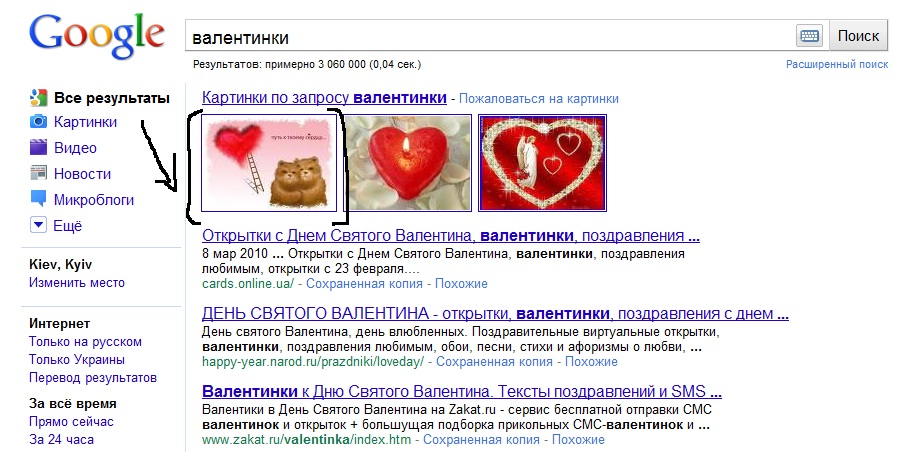 Google
валентинки
Поиск
Результатов: примерно 3 060 000 (0,04 сек.)
Расширенный поиск
Все результаты
Картинки
Видео
Новости
Микроблоги
Ещё
Kiev, Kyiv
Изменить место
Интернет
Только на русском
Только Украины
Перевод результатов
За всё время
Прямо сейчас
За 24 часа
Картинки по запросу валентинки - Пожаловаться на картинки
путь к твоему сердцу...
Открытки с Днем Святого Валентина, валентинки, поздравления ...
8 мар 2010 ... Открытки с Днем Святого Валентина, валентинки, поздравления
любимым, открытки с 23 февраля....
cards.online.ua/ - Сохраненная копия - Похожие
ДЕНЬ СВЯТОГО ВАЛЕНТИНА - открытки, валентинки, поздравления с днем ...
День святого Валентина, день влюбленных. Поздравительные виртуальные открытки,
валентинки, поздравления любимым, обои, песни, стихи и афоризмы о любви, ...
happy-year.narod.ru/prazdniki/loveday/ - Сохраненная копия - Похожие
Валентинки к Дню Святого Валентина. Тексты поздравлений и SMS ...
Валентики в День Святого Валентина на Zakat.ru - сервис бесплатной отправки СМС
валентинок и открыток + большущая подборка прикольных СМС-валентинок и ...
www.zakat.ru/valentinka/index.htm - Сохраненная копия - Похожие